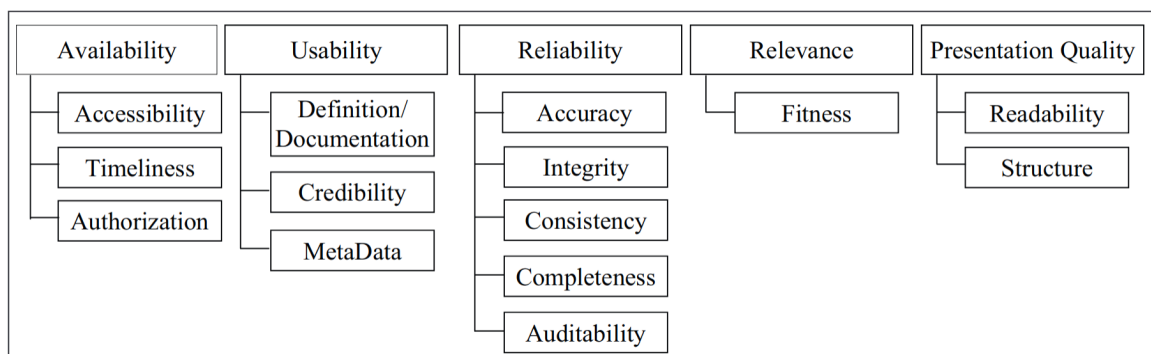 Availability
Accessibility
Timeliness
Authorization
Usability
Definition/
Documentation
Credibility
MetaData
Reliability
Accuracy
Integrity
Consistency
Completeness
Auditability
Relevance
Fitness
Presentation Quality
Readability
Structure